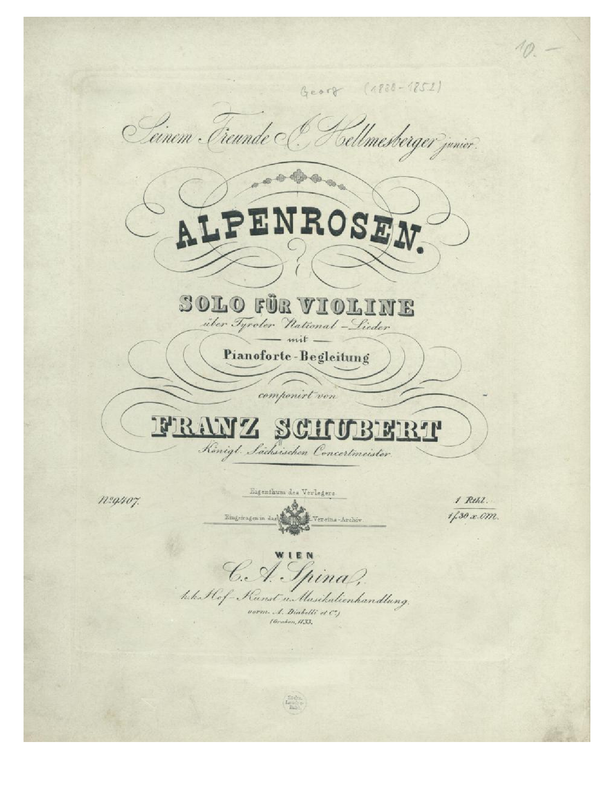 10.—
Georg (1828-1852)
Seinem Freunde G. Hellmesberger junior.
ALPENROSEN.
SOLO FÜR VIOLINE
über Tyroler National-Lieder
mit
Pianoforte-Begleitung
componirt von
FRANZ SCHUBERT
Königl. Sächsischen Concertmeister
Eigenthum des Verlegers
No 9407.
1 Rthl.
Eingetragen in das Vereins-Archiv
1f.30 x.CM.
WIEN
C. A. Spina,
k.k. Hof- Kunst u. Musikalienhandlung
vorm. A. Diabelli et Co.
Graben, 1133.